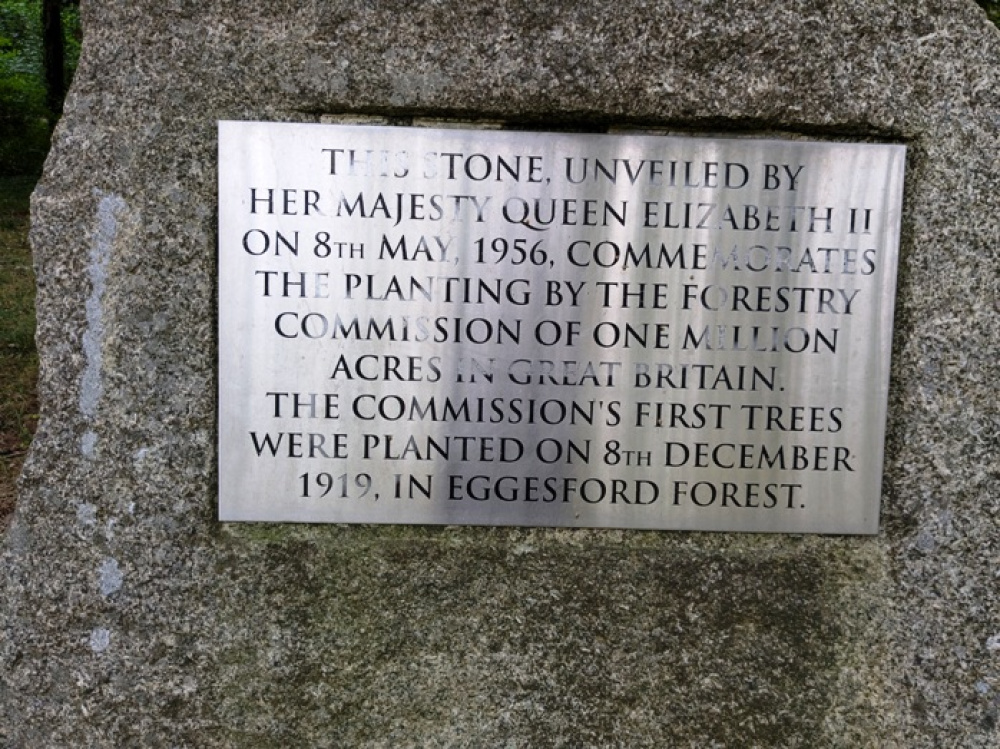 THIS STONE, UNVEILED BY
HER MAJESTY QUEEN ELIZABETH II
ON 8TH MAY, 1956, COMMEMORATES
THE PLANTING BY THE FORESTRY
COMMISSION OF ONE MILLION
ACRES IN GREAT BRITAIN.
THE COMMISSION'S FIRST TREES
WERE PLANTED ON 8TH DECEMBER
1919, IN EGGESFORD FOREST.